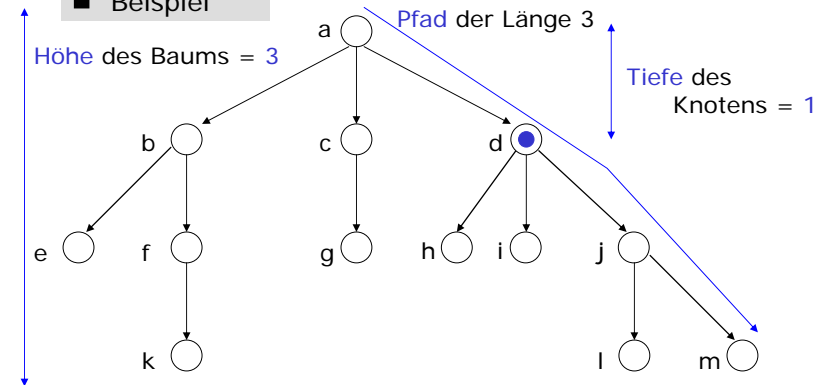 ■ Beispiel
a
Pfad der Länge 3
Höhe des Baums = 3
Tiefe des
Knotens = 1
b
c
d
e
f
g
h
i
j
k
l
m